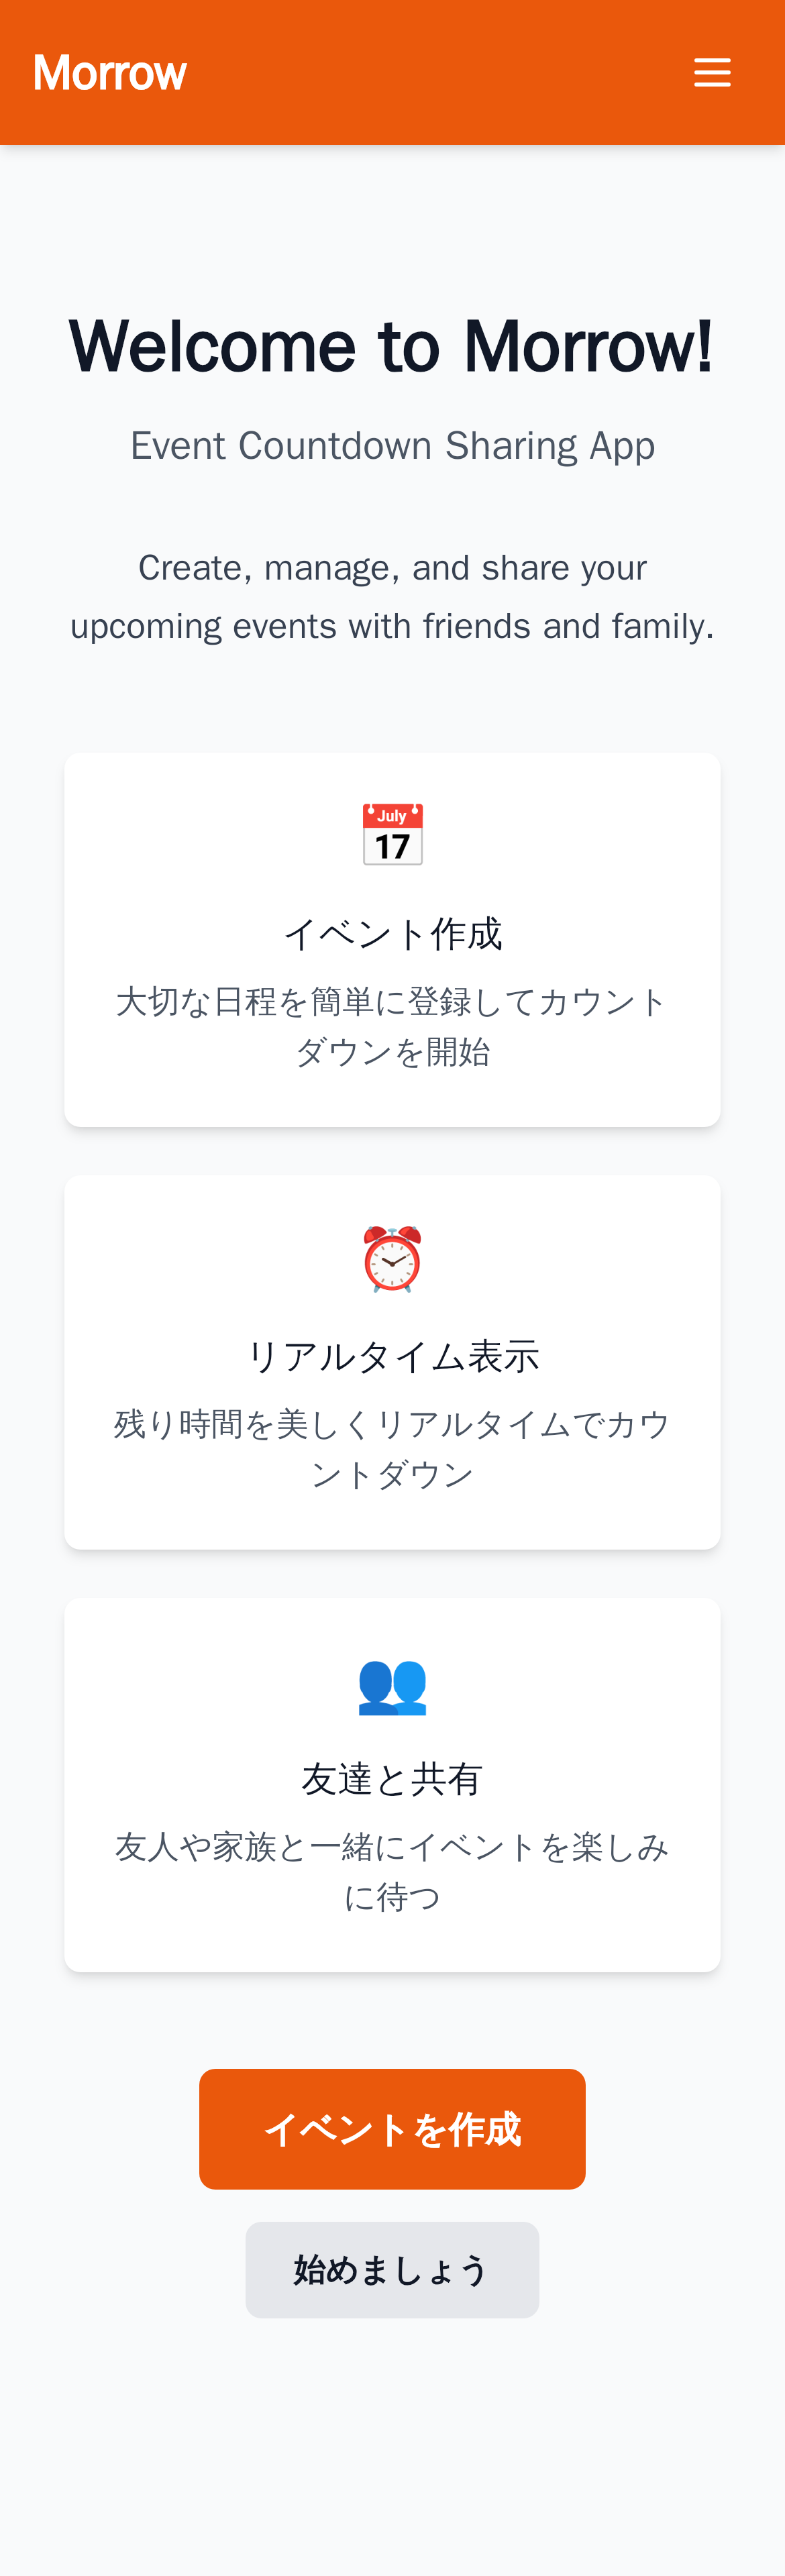 Morrow
Welcome to Morrow!
Event Countdown Sharing App
Create, manage, and share your
upcoming events with friends and family.
July
17
イベント作成
大切な日程を簡単に登録してカウント
ダウンを開始
リアルタイム表示
残り時間を美しくリアルタイムでカウ
ントダウン
友達と共有
友人や家族と一緒にイベントを楽しみ
に待つ
イベントを作成
始めましょう